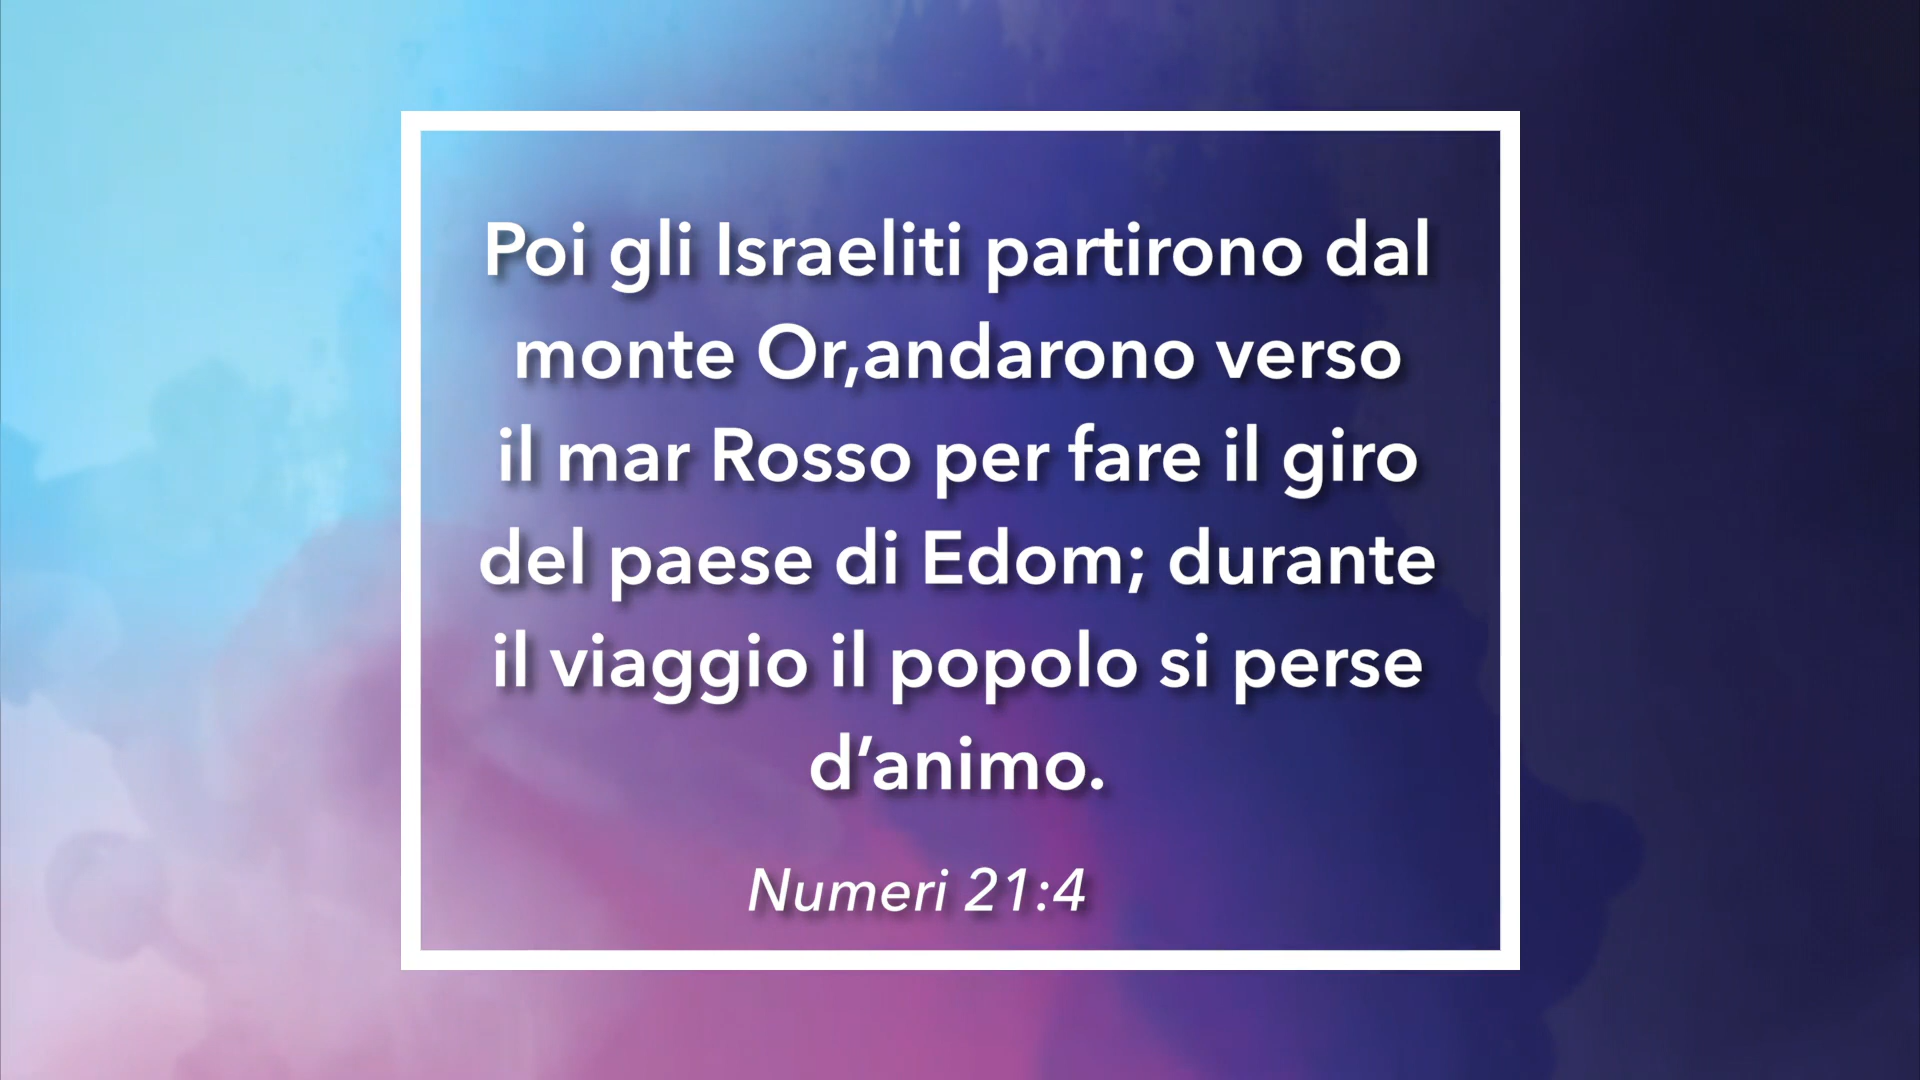 Poi gli Israeliti partirono dal
monte Or,andarono verso
il mar Rosso per fare il giro
del paese di Edom; durante
il viaggio il popolo si perse
d’animo.
Numeri 21:4